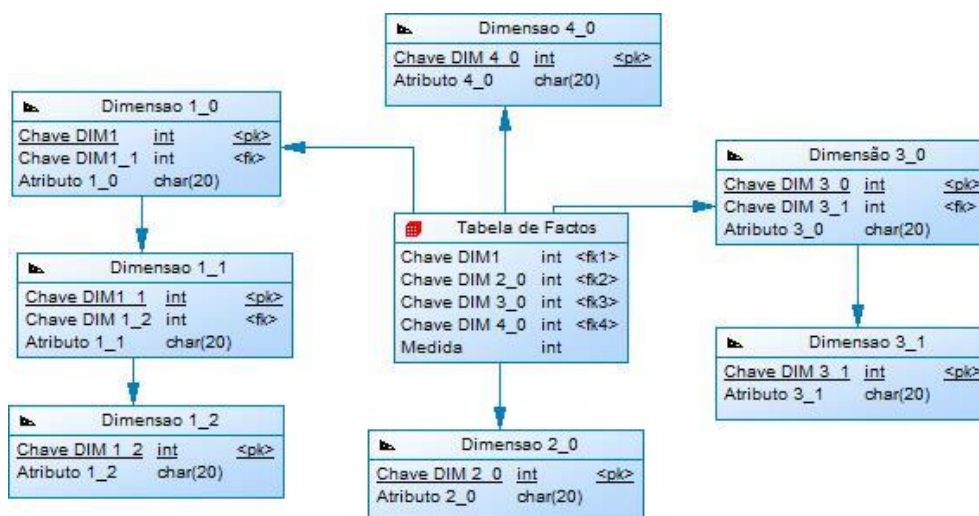 Dimensao 4_0
Chave DIM 4_0 int <pk>
Atributo 4_0 char(20)
Dimensao 1_0
Chave DIM1 int <pk>
Chave DIM1_1 int <fk>
Atributo 1_0 char(20)
Dimensão 3_0
Chave DIM 3_0 int <pk>
Chave DIM 3_1 int <fk>
Atributo 3_0 char(20)
Tabela de Factos
Chave DIM1 int <fk1>
Chave DIM 2_0 int <fk2>
Chave DIM 3_0 int <fk3>
Chave DIM 4_0 int <fk4>
Medida int
Dimensao 1_1
Chave DIM1_1 int <pk>
Chave DIM 1_2 int <fk>
Atributo 1_1 char(20)
Dimensao 3_1
Chave DIM 3_1 int <pk>
Atributo 3_1 char(20)
Dimensao 1_2
Chave DIM 1_2 int <pk>
Atributo 1_2 char(20)
Dimensao 2_0
Chave DIM 2_0 int <pk>
Atributo 2_0 char(20)